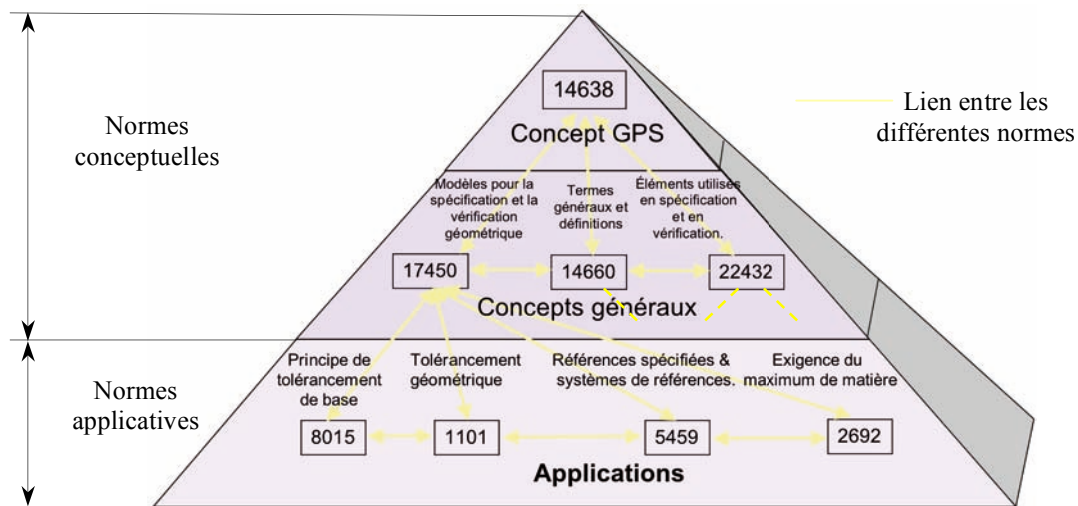 14638
Concept GPS
Normes
conceptuelles
Lien entre les
différentes normes
Modèles pour la
spécification et la
vérification
géométrique
Termes
généraux et
définitions
Éléments utilisés
en spécification
et en
vérification.
17450
14660
22432
Concepts généraux
Normes
applicatives
Principe de
tolérancement
de base
Tolérancement
géométrique
Références spécifiées &
systèmes de références.
Exigence du
maximum de matière
8015
1101
5459
2692
Applications